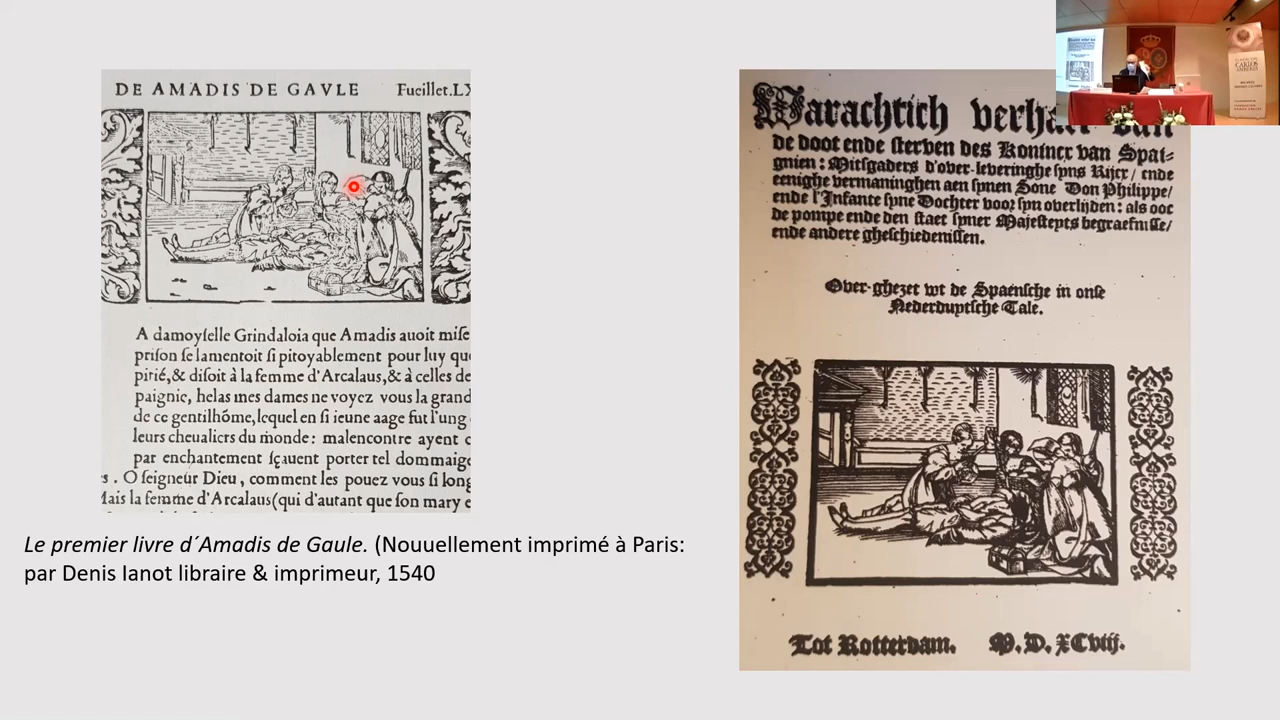 DE AMADIS DE GAVLE Fueillet.LX
A damoyſelle Grindaloia que Amadis auoit miſe
priſon ſe lamentoit ſi pitoyablement pour luy que
pitié,& diſoit à la femme d'Arcalaus,& à celles de
paignie, helas mes dames ne voyez vous la grand
de ce gentilhõme,lequel en ſi ieune aage fut l'ung
leurs cheualiers du monde: malencontre ayent c
par enchantement ſçauent porter tel dommaige
s. O ſeigneur Dieu, comment les pouez vous ſi long
Mais la femme d'Arcalaus(qui d'autant que ſon mary e
Le premier livre d´Amadis de Gaule. (Nouuellement imprimé à Paris:
par Denis Ianot libraire & imprimeur, 1540
Warachtich verhael van
de doot ende ſterven des Konincx van Spai⸗
gnien: Mitſgaders d'over-leveringhe ſyns Rijcx/ ende
eenighe vermaninghen aen ſynen Sone Don Philippe/
ende l'Infante ſyne Dochter voor ſyn overlijden: als ooc
de pompe ende den ſtaet ſyner Majeſteyts begraefniſſe/
ende andere gheſchiedeniſſen.
Over-ghezet wt de Spaenſche in onſe
Nederduytſche Tale.
Tot Rotterdam. M.D.XCviij.
CARLOS
AMBERES